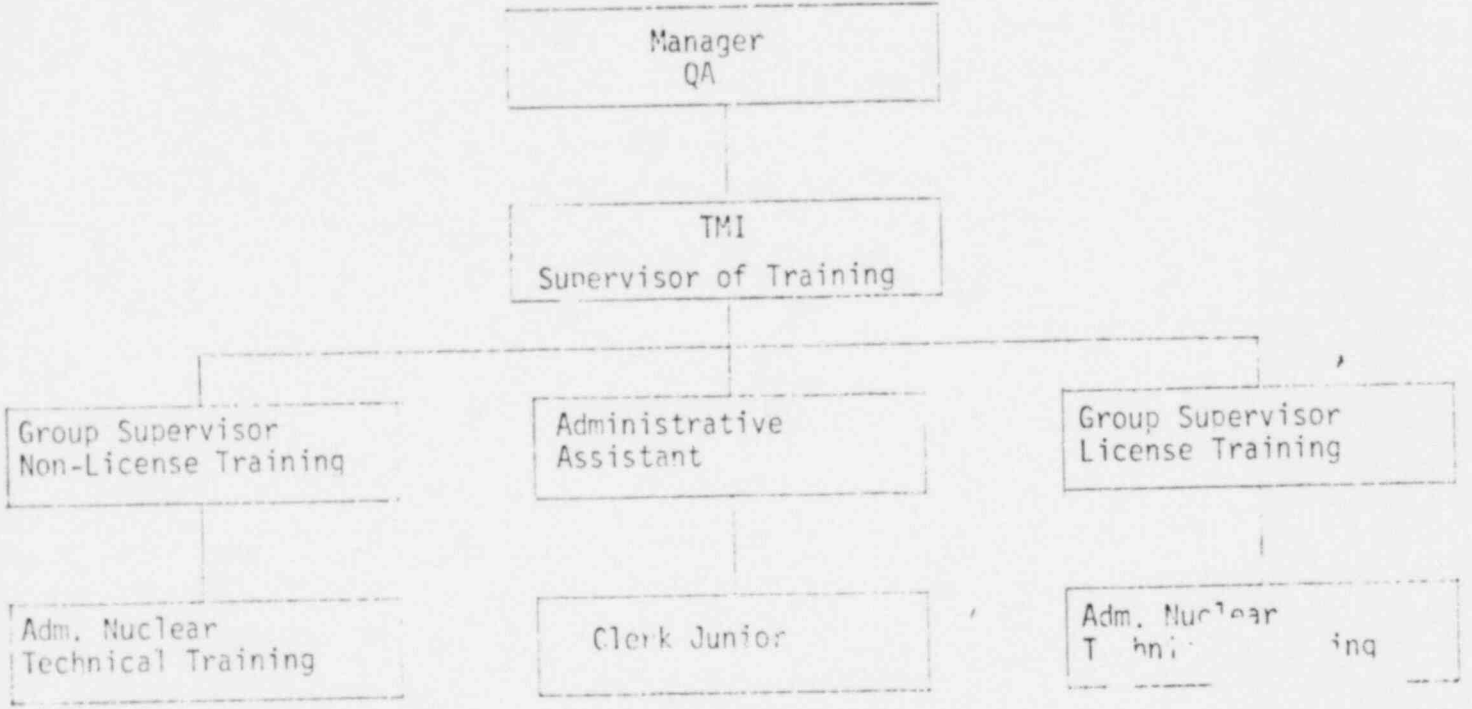 Manager
QA
TMI
Supervisor of Training
Group Supervisor
Non-License Training
Administrative
Assistant
Group Supervisor
License Training
Adm. Nuclear
Technical Training
Clerk Junior
Adm. Nuclear